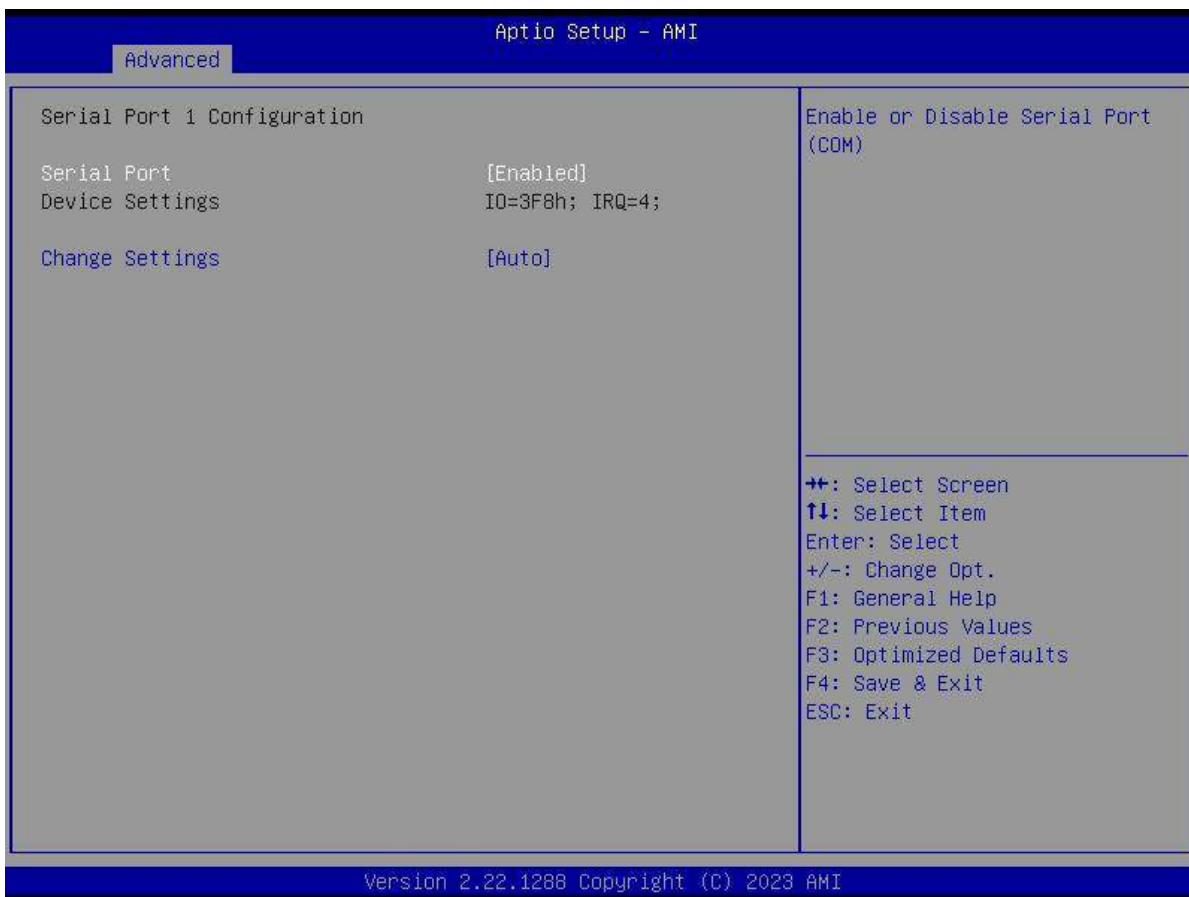 Aptio Setup - AMI
Advanced
Serial Port 1 Configuration
Serial Port [Enabled]
Device Settings IO=3F8h; IRQ=4;
Change Settings [Auto]
Enable or Disable Serial Port
(COM)
→←: Select Screen
↑↓: Select Item
Enter: Select
+/-: Change Opt.
F1: General Help
F2: Previous Values
F3: Optimized Defaults
F4: Save & Exit
ESC: Exit
Version 2.22.1288 Copyright (C) 2023 AMI